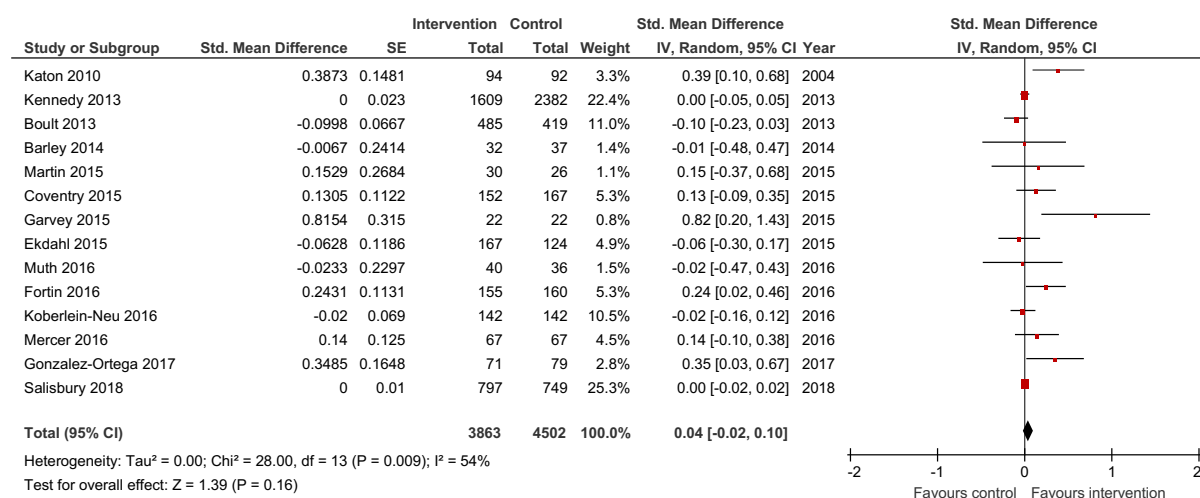 Intervention Control Std. Mean Difference Std. Mean Difference
Study or Subgroup Std. Mean Difference SE Total Total Weight IV, Random, 95% CI Year IV, Random, 95% CI
Katon 2010 0.3873 0.1481 94 92 3.3% 0.39 [0.10, 0.68] 2004
Kennedy 2013 0 0.023 1609 2382 22.4% 0.00 [-0.05, 0.05] 2013
Boult 2013 -0.0998 0.0667 485 419 11.0% -0.10 [-0.23, 0.03] 2013
Barley 2014 -0.0067 0.2414 32 37 1.4% -0.01 [-0.48, 0.47] 2014
Martin 2015 0.1529 0.2684 30 26 1.1% 0.15 [-0.37, 0.68] 2015
Coventry 2015 0.1305 0.1122 152 167 5.3% 0.13 [-0.09, 0.35] 2015
Garvey 2015 0.8154 0.315 22 22 0.8% 0.82 [0.20, 1.43] 2015
Ekdahl 2015 -0.0628 0.1186 167 124 4.9% -0.06 [-0.30, 0.17] 2015
Muth 2016 -0.0233 0.2297 40 36 1.5% -0.02 [-0.47, 0.43] 2016
Fortin 2016 0.2431 0.1131 155 160 5.3% 0.24 [0.02, 0.46] 2016
Koberlein-Neu 2016 -0.02 0.069 142 142 10.5% -0.02 [-0.16, 0.12] 2016
Mercer 2016 0.14 0.125 67 67 4.5% 0.14 [-0.10, 0.38] 2016
Gonzalez-Ortega 2017 0.3485 0.1648 71 79 2.8% 0.35 [0.03, 0.67] 2017
Salisbury 2018 0 0.01 797 749 25.3% 0.00 [-0.02, 0.02] 2018
Total (95% CI) 3863 4502 100.0% 0.04 [-0.02, 0.10]
Heterogeneity: Tau² = 0.00; Chi² = 28.00, df = 13 (P = 0.009); I² = 54%
Test for overall effect: Z = 1.39 (P = 0.16)
-2 -1 0 1 2
Favours control Favours intervention